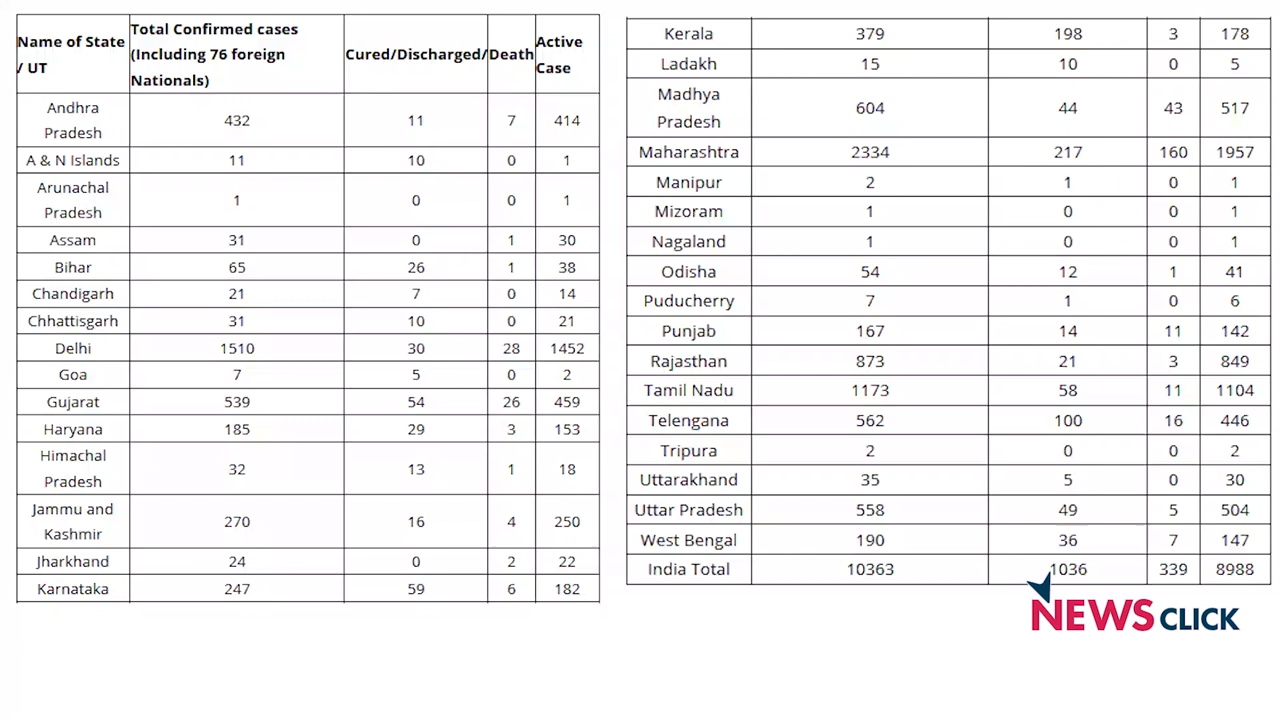 Name of State / UT Total Confirmed cases (Including 76 foreign Nationals) Cured/Discharged/ Death Active Case
Andhra Pradesh 432 11 7 414
A & N Islands 11 10 0 1
Arunachal Pradesh 1 0 0 1
Assam 31 0 1 30
Bihar 65 26 1 38
Chandigarh 21 7 0 14
Chhattisgarh 31 10 0 21
Delhi 1510 30 28 1452
Goa 7 5 0 2
Gujarat 539 54 26 459
Haryana 185 29 3 153
Himachal Pradesh 32 13 1 18
Jammu and Kashmir 270 16 4 250
Jharkhand 24 0 2 22
Karnataka 247 59 6 182
Kerala 379 198 3 178
Ladakh 15 10 0 5
Madhya Pradesh 604 44 43 517
Maharashtra 2334 217 160 1957
Manipur 2 1 0 1
Mizoram 1 0 0 1
Nagaland 1 0 0 1
Odisha 54 12 1 41
Puducherry 7 1 0 6
Punjab 167 14 11 142
Rajasthan 873 21 3 849
Tamil Nadu 1173 58 11 1104
Telengana 562 100 16 446
Tripura 2 0 0 2
Uttarakhand 35 5 0 30
Uttar Pradesh 558 49 5 504
West Bengal 190 36 7 147
India Total 10363 1036 339 8988
NEWS CLICK